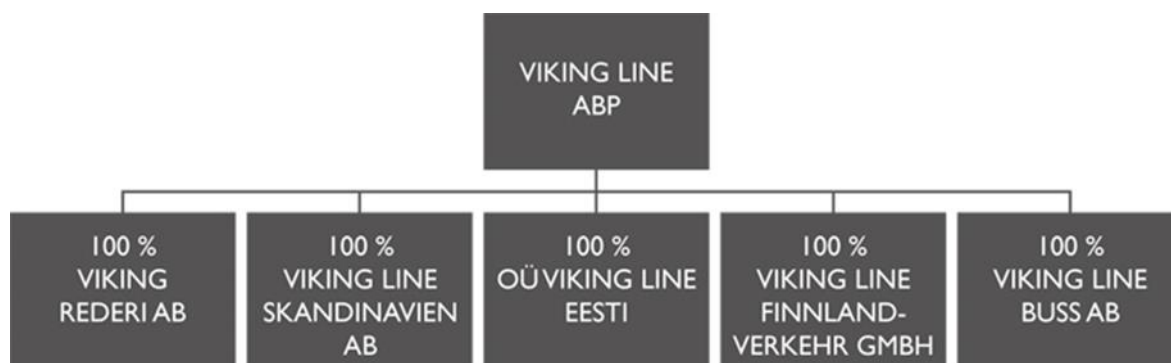 VIKING LINE
ABP
100 %
VIKING
REDERI AB
100 %
VIKING LINE
SKANDINAVIEN
AB
100 %
OÜ VIKING LINE
EESTI
100 %
VIKING LINE
FINNLAND-
VERKEHR GMBH
100 %
VIKING LINE
BUSS AB